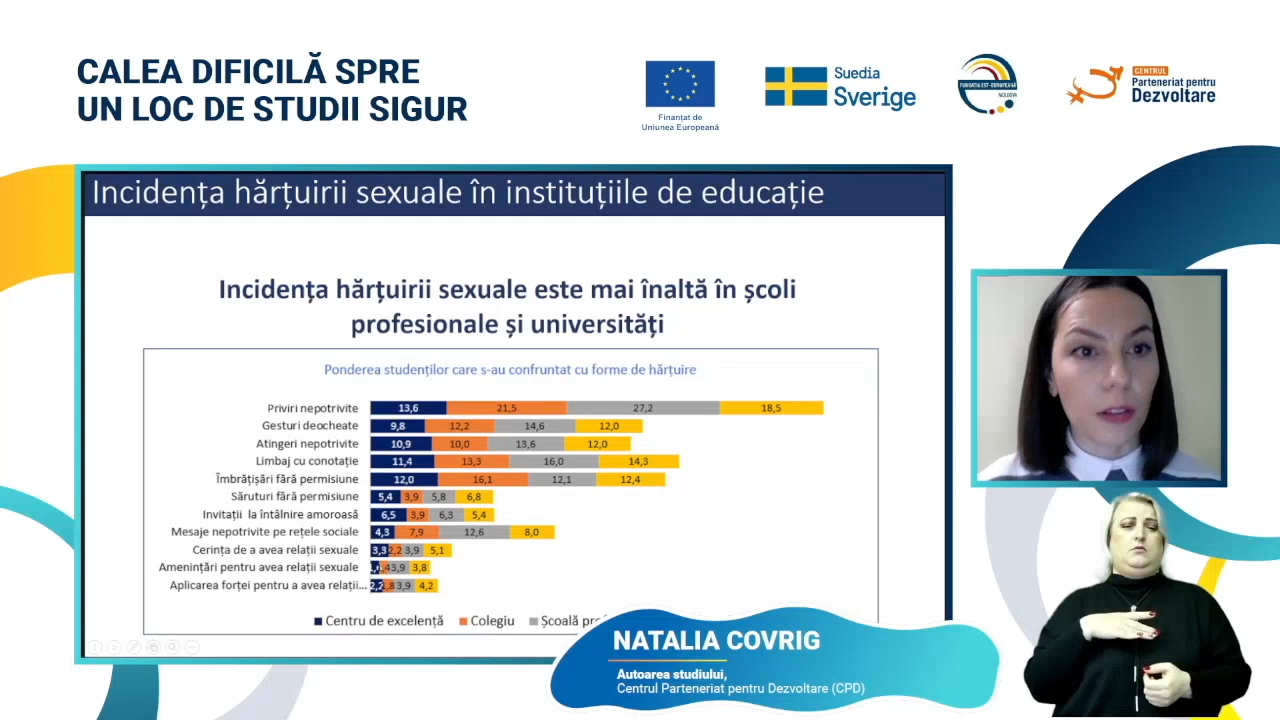 CALEA DIFICILĂ SPRE
UN LOC DE STUDII SIGUR
Finanțat de
Uniunea Europeană
Suedia
Sverige
FUNDAȚIA EST-EUROPEANĂ
MOLDOVA
CENTRUL
Parteneriat pentru
Dezvoltare
Incidența hărțuirii sexuale în instituțiile de educație
Incidența hărțuirii sexuale este mai înaltă în școli
profesionale și universități
Ponderea studenților care s-au confruntat cu forme de hărțuire
Priviri nepotrivite 13,6 21,5 27,2 18,5
Gesturi deocheate 9,8 12,2 14,6 12,0
Atingeri nepotrivite 10,9 10,0 13,6 12,0
Limbaj cu conotație 11,4 13,3 16,0 14,3
Îmbrățișări fără permisiune 12,0 16,1 12,1 12,4
Săruturi fără permisiune 5,4 3,9 5,8 6,8
Invitații la întâlnire amoroasă 6,5 3,9 6,3 5,4
Mesaje nepotrivite pe rețele sociale 4,3 7,9 12,6 8,0
Cerința de a avea relații sexuale 3,3 2,2 3,9 5,1
Amenințări pentru avea relații sexuale 3,9 3,8
Aplicarea forței pentru a avea relații... 2,2 1,8 3,9 4,2
Centru de excelență Colegiu Școală
NATALIA COVRIG
Autoarea studiului,
Centrul Parteneriat pentru Dezvoltare (CPD)